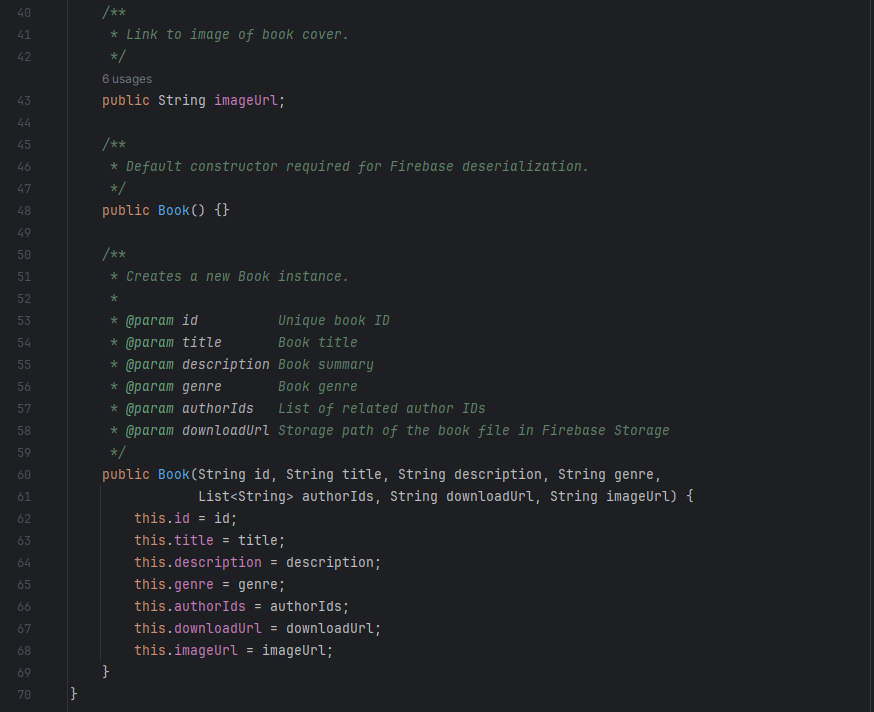 40 /**
41 * Link to image of book cover.
42 */
6 usages
43 public String imageUrl;
44
45 /**
46 * Default constructor required for Firebase deserialization.
47 */
48 public Book() {}
49
50 /**
51 * Creates a new Book instance.
52 *
53 * @param id          Unique book ID
54 * @param title       Book title
55 * @param description Book summary
56 * @param genre       Book genre
57 * @param authorIds   List of related author IDs
58 * @param downloadUrl Storage path of the book file in Firebase Storage
59 */
60 public Book(String id, String title, String description, String genre,
61 List<String> authorIds, String downloadUrl, String imageUrl) {
62 this.id = id;
63 this.title = title;
64 this.description = description;
65 this.genre = genre;
66 this.authorIds = authorIds;
67 this.downloadUrl = downloadUrl;
68 this.imageUrl = imageUrl;
69 }
70 }